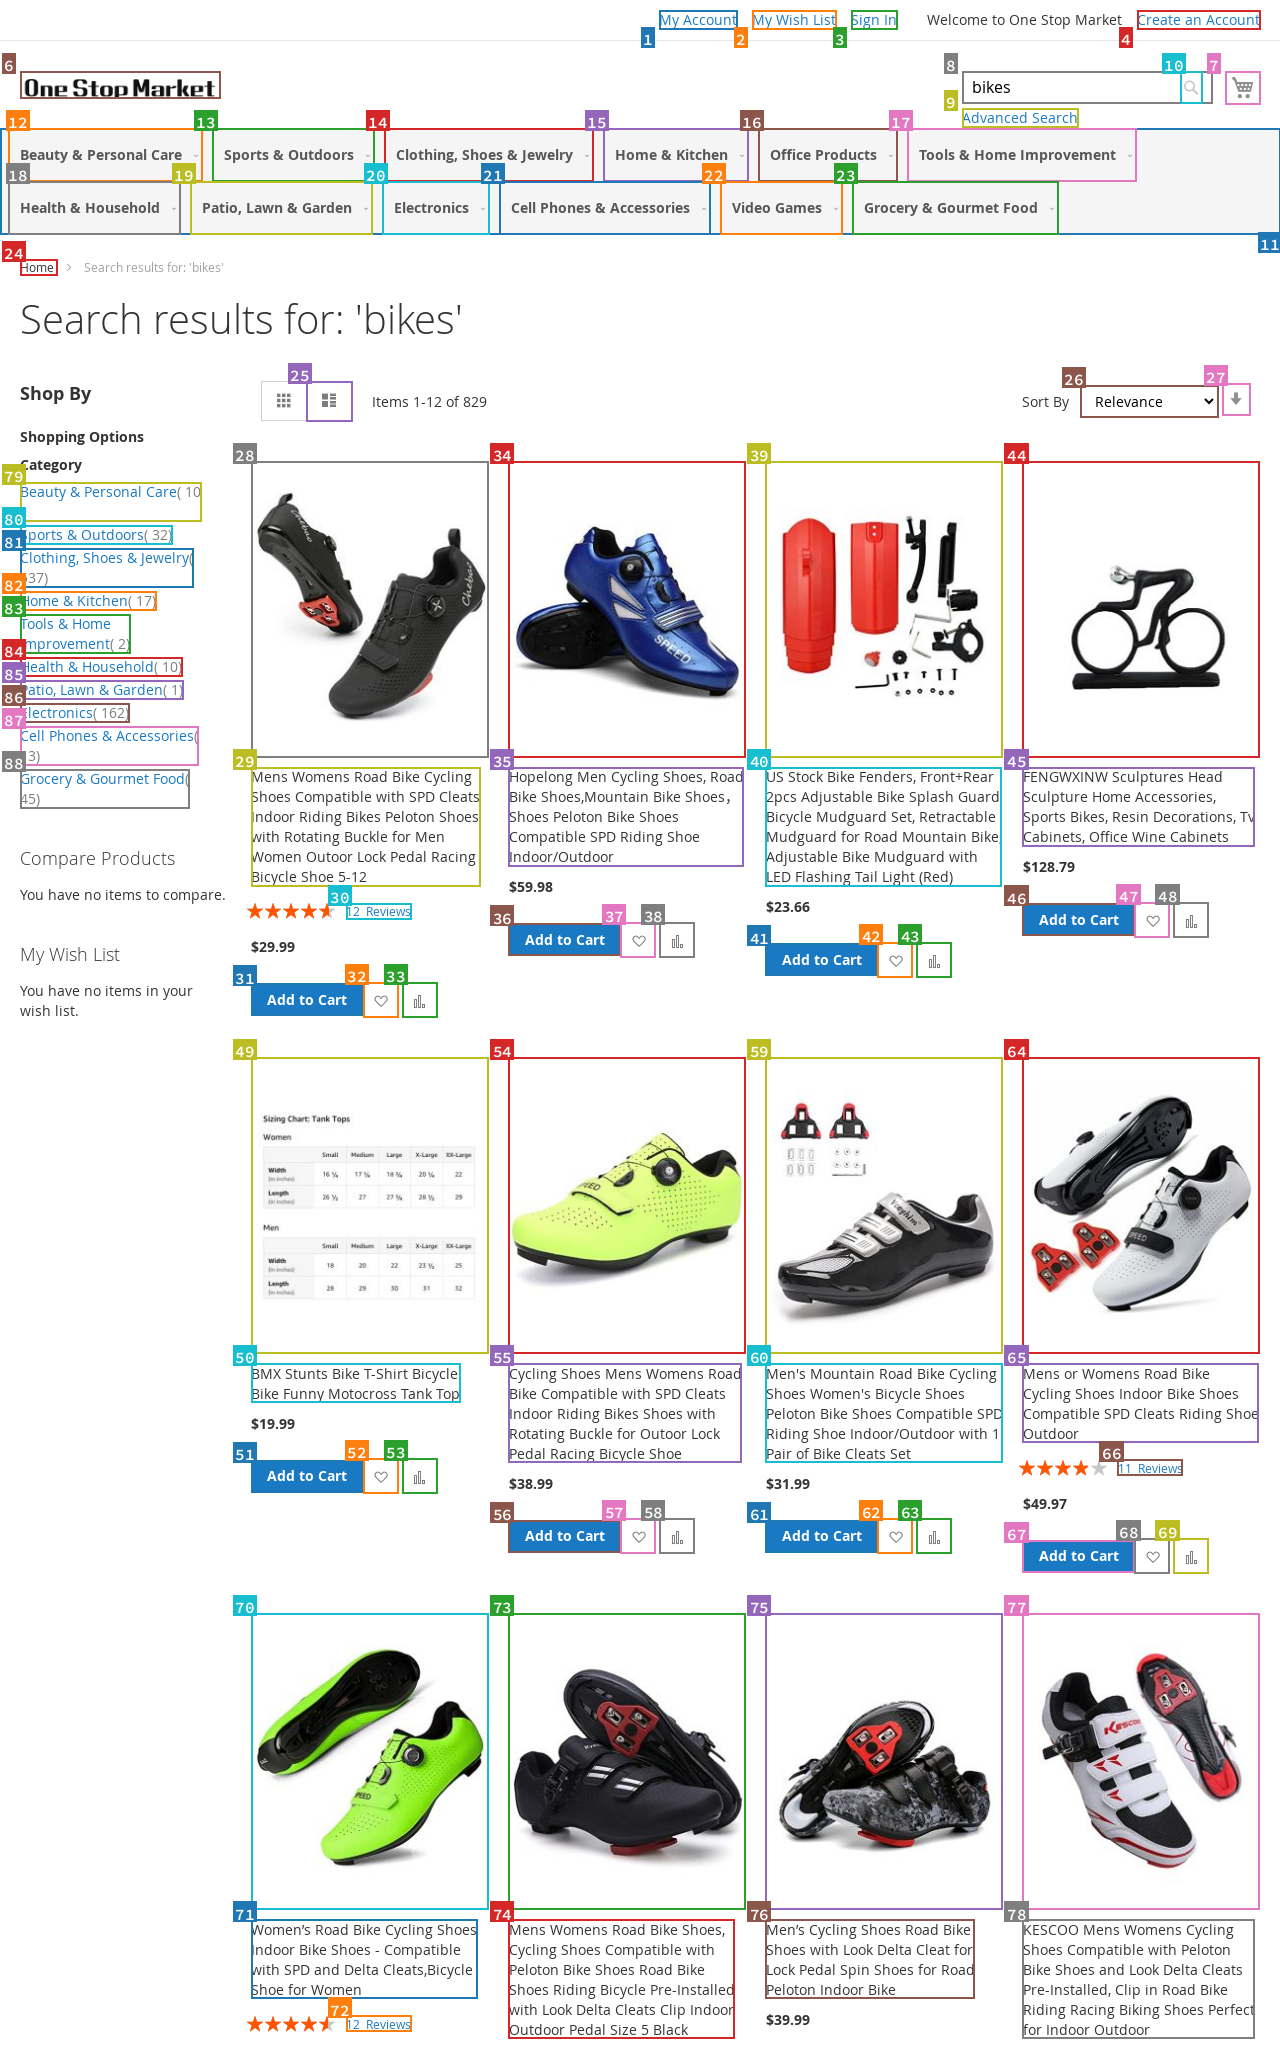 My Account
My Wish List
Sign In
Welcome to One Stop Market
Create an Account
1
2
3
4
6
One Stop Market
8
bikes
10
7
9
Advanced Search
12
Beauty & Personal Care
13
Sports & Outdoors
14
Clothing, Shoes & Jewelry
15
Home & Kitchen
16
Office Products
17
Tools & Home Improvement
18
Health & Household
19
Patio, Lawn & Garden
20
Electronics
21
Cell Phones & Accessories
22
Video Games
23
Grocery & Gourmet Food
11
24
Home
Search results for: 'bikes'
Search results for: 'bikes'
Shop By
Shopping Options
Category
79
Beauty & Personal Care( 10
80
Sports & Outdoors( 32)
81
Clothing, Shoes & Jewelry(
37)
82
Home & Kitchen( 17)
83
Tools & Home
Improvement( 2)
84
Health & Household( 10)
85
Patio, Lawn & Garden( 1)
86
Electronics( 162)
87
Cell Phones & Accessories(
3)
88
Grocery & Gourmet Food(
45)
Compare Products
You have no items to compare.
My Wish List
You have no items in your
wish list.
25
Items 1-12 of 829
26
Sort By
Relevance
27
28
Chebao
Chebao
29
Mens Womens Road Bike Cycling
Shoes Compatible with SPD Cleats
Indoor Riding Bikes Peloton Shoes
with Rotating Buckle for Men
Women Outoor Lock Pedal Racing
Bicycle Shoe 5-12
30
12 Reviews
$29.99
31
Add to Cart
32
33
34
SPEED
35
Hopelong Men Cycling Shoes, Road
Bike Shoes,Mountain Bike Shoes，
Shoes Peloton Bike Shoes
Compatible SPD Riding Shoe
Indoor/Outdoor
$59.98
36
Add to Cart
37
38
39
40
US Stock Bike Fenders, Front+Rear
2pcs Adjustable Bike Splash Guard
Bicycle Mudguard Set, Retractable
Mudguard for Road Mountain Bike,
Adjustable Bike Mudguard with
LED Flashing Tail Light (Red)
$23.66
41
Add to Cart
42
43
44
45
FENGWXINW Sculptures Head
Sculpture Home Accessories,
Sports Bikes, Resin Decorations, Tv
Cabinets, Office Wine Cabinets
$128.79
46
Add to Cart
47
48
49
Sizing Chart: Tank Tops
Women
Small Medium Large X-Large XX-Large
Width 16 ¼ 17 ¼ 18 ¾ 20 ¼ 22
(in inches)
Length 26 ½ 27 27 ¼ 28 ½ 29
(in inches)
Men
Small Medium Large X-Large XX-Large
Width 18 20 22 23 ½ 25
(in inches)
Length 28 29 30 31 32
(in inches)
50
BMX Stunts Bike T-Shirt Bicycle
Bike Funny Motocross Tank Top
$19.99
51
Add to Cart
52
53
54
SPEED
55
Cycling Shoes Mens Womens Road
Bike Compatible with SPD Cleats
Indoor Riding Bikes Shoes with
Rotating Buckle for Outoor Lock
Pedal Racing Bicycle Shoe
$38.99
56
Add to Cart
57
58
59
60
Men's Mountain Road Bike Cycling
Shoes Women's Bicycle Shoes
Peloton Bike Shoes Compatible SPD
Riding Shoe Indoor/Outdoor with 1
Pair of Bike Cleats Set
$31.99
61
Add to Cart
62
63
64
SPEED
65
Mens or Womens Road Bike
Cycling Shoes Indoor Bike Shoes
Compatible SPD Cleats Riding Shoe
Outdoor
66
11 Reviews
$49.97
67
Add to Cart
68
69
70
SPEED
71
Women’s Road Bike Cycling Shoes
Indoor Bike Shoes - Compatible
with SPD and Delta Cleats,Bicycle
Shoe for Women
72
12 Reviews
73
74
Mens Womens Road Bike Shoes,
Cycling Shoes Compatible with
Peloton Bike Shoes Road Bike
Shoes Riding Bicycle Pre-Installed
with Look Delta Cleats Clip Indoor
Outdoor Pedal Size 5 Black
75
76
Men’s Cycling Shoes Road Bike
Shoes with Look Delta Cleat for
Lock Pedal Spin Shoes for Road
Peloton Indoor Bike
$39.99
77
KESCOO
78
KESCOO Mens Womens Cycling
Shoes Compatible with Peloton
Bike Shoes and Look Delta Cleats
Pre-Installed, Clip in Road Bike
Riding Racing Biking Shoes Perfect
for Indoor Outdoor